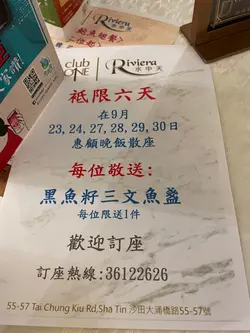 club ONE
Riviera
水中天
祗限六天
在9月
23, 24, 27, 28, 29, 30日
惠顧晚飯散座
每位敬送:
黑魚籽三文魚盞
每位限送1件
歡迎訂座
訂座熱線:36122626
55-57 Tai Chung Kiu Rd,Sha Tin 沙田大涌橋路55-57號
Riviera